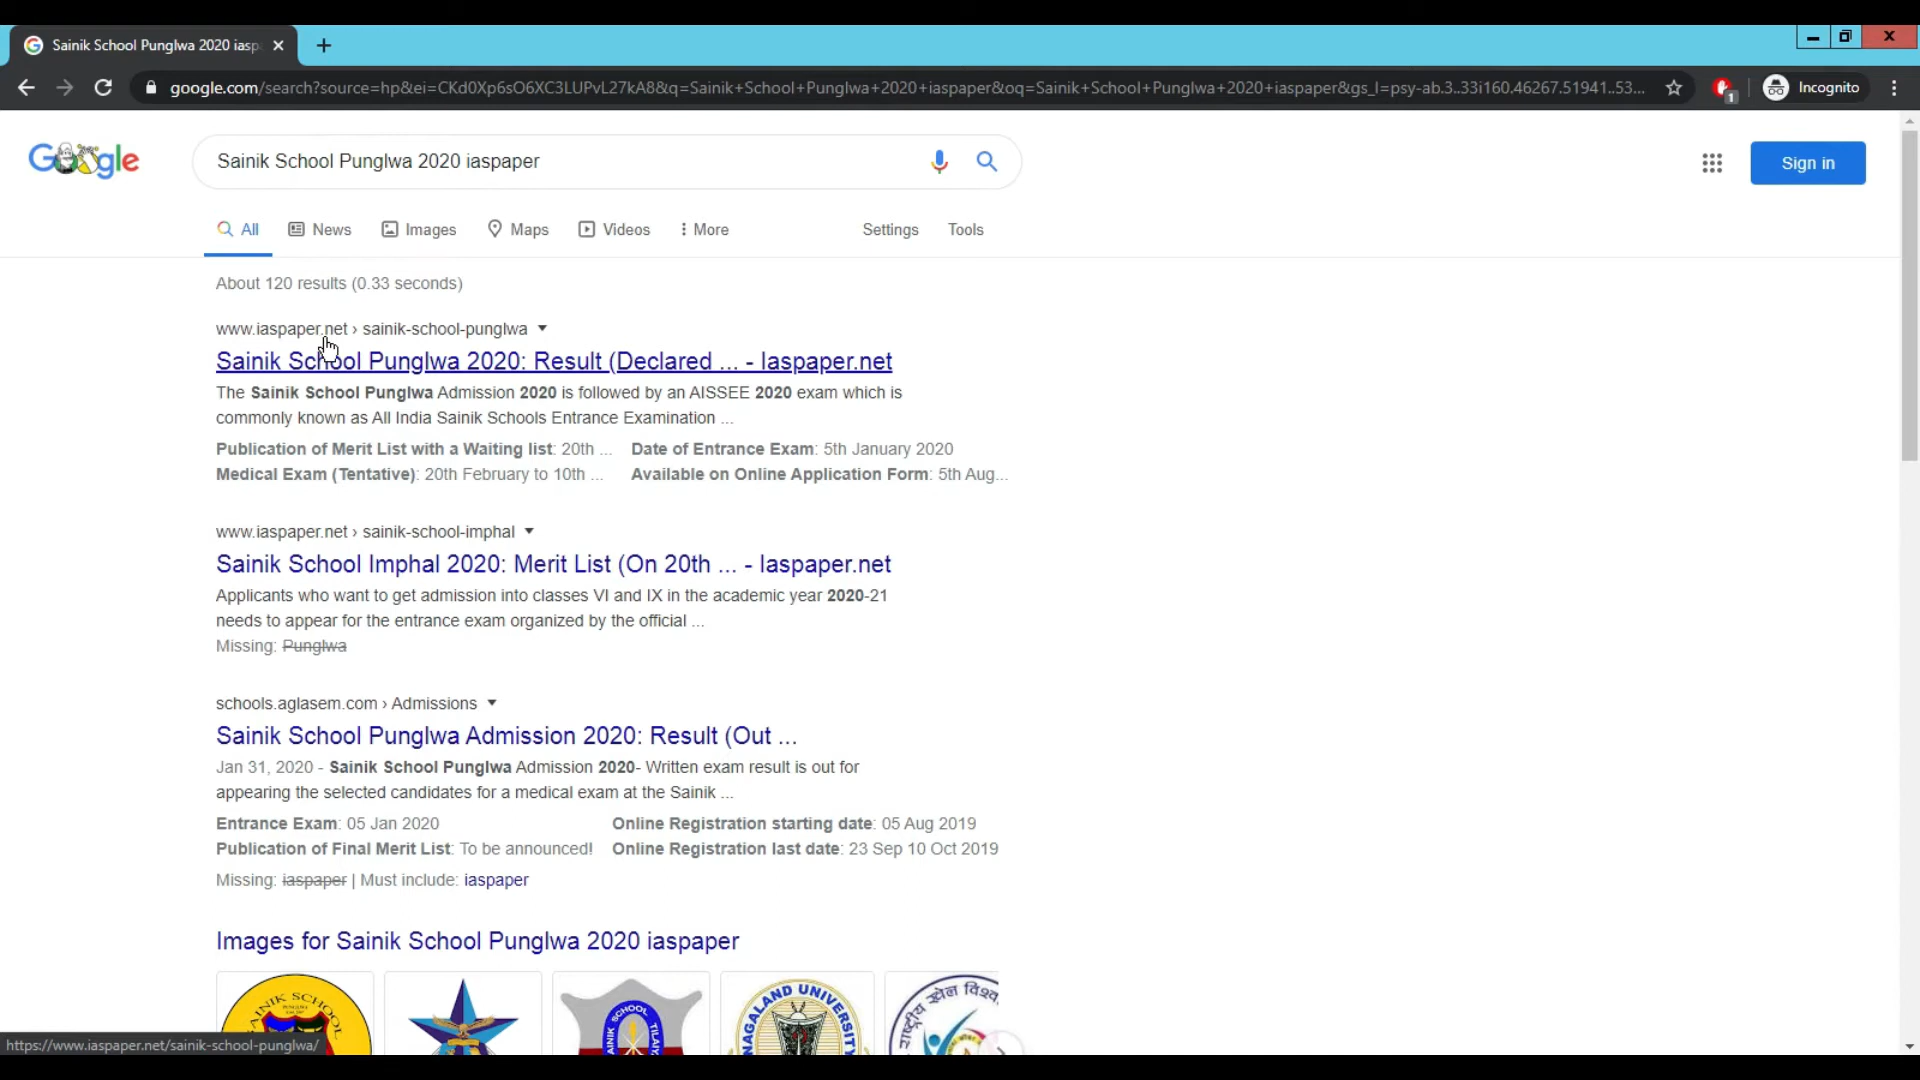 Sainik School Punglwa 2020 iasp
google.com/search?source=hp&ei=CKd0Xp6sO6XC3LUPvL27kA8&q=Sainik+School+Punglwa+2020+iaspaper&oq=Sainik+School+Punglwa+2020+iaspaper&gs_l=psy-ab.3..33i160.46267.51941..53...
1
Incognito
Google
Sainik School Punglwa 2020 iaspaper
Sign in
All News Images Maps Videos More Settings Tools
About 120 results (0.33 seconds)
www.iaspaper.net › sainik-school-punglwa
Sainik School Punglwa 2020: Result (Declared ... - Iaspaper.net
The Sainik School Punglwa Admission 2020 is followed by an AISSEE 2020 exam which is
commonly known as All India Sainik Schools Entrance Examination ...
Publication of Merit List with a Waiting list: 20th ... Date of Entrance Exam: 5th January 2020
Medical Exam (Tentative): 20th February to 10th ... Available on Online Application Form: 5th Aug...
www.iaspaper.net › sainik-school-imphal
Sainik School Imphal 2020: Merit List (On 20th ... - Iaspaper.net
Applicants who want to get admission into classes VI and IX in the academic year 2020-21
needs to appear for the entrance exam organized by the official ...
Missing: Punglwa
schools.aglasem.com › Admissions
Sainik School Punglwa Admission 2020: Result (Out ...
Jan 31, 2020 - Sainik School Punglwa Admission 2020- Written exam result is out for
appearing the selected candidates for a medical exam at the Sainik ...
Entrance Exam: 05 Jan 2020 Online Registration starting date: 05 Aug 2019
Publication of Final Merit List: To be announced! Online Registration last date: 23 Sep 10 Oct 2019
Missing: iaspaper | Must include: iaspaper
Images for Sainik School Punglwa 2020 iaspaper
SAINIK SCHOOL
SAINIK SCHOOL TILAIYA
NAGALAND UNIVERSITY
राष्ट्रीय खेल विश्व
https://www.iaspaper.net/sainik-school-punglwa/